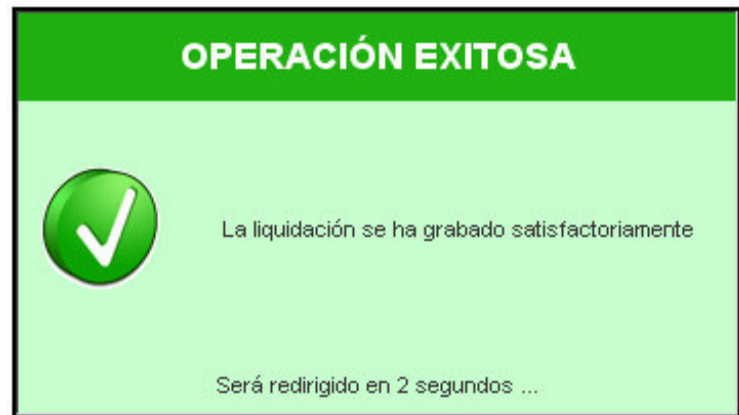 OPERACIÓN EXITOSA
La liquidación se ha grabado satisfactoriamente
Será redirigido en 2 segundos ...